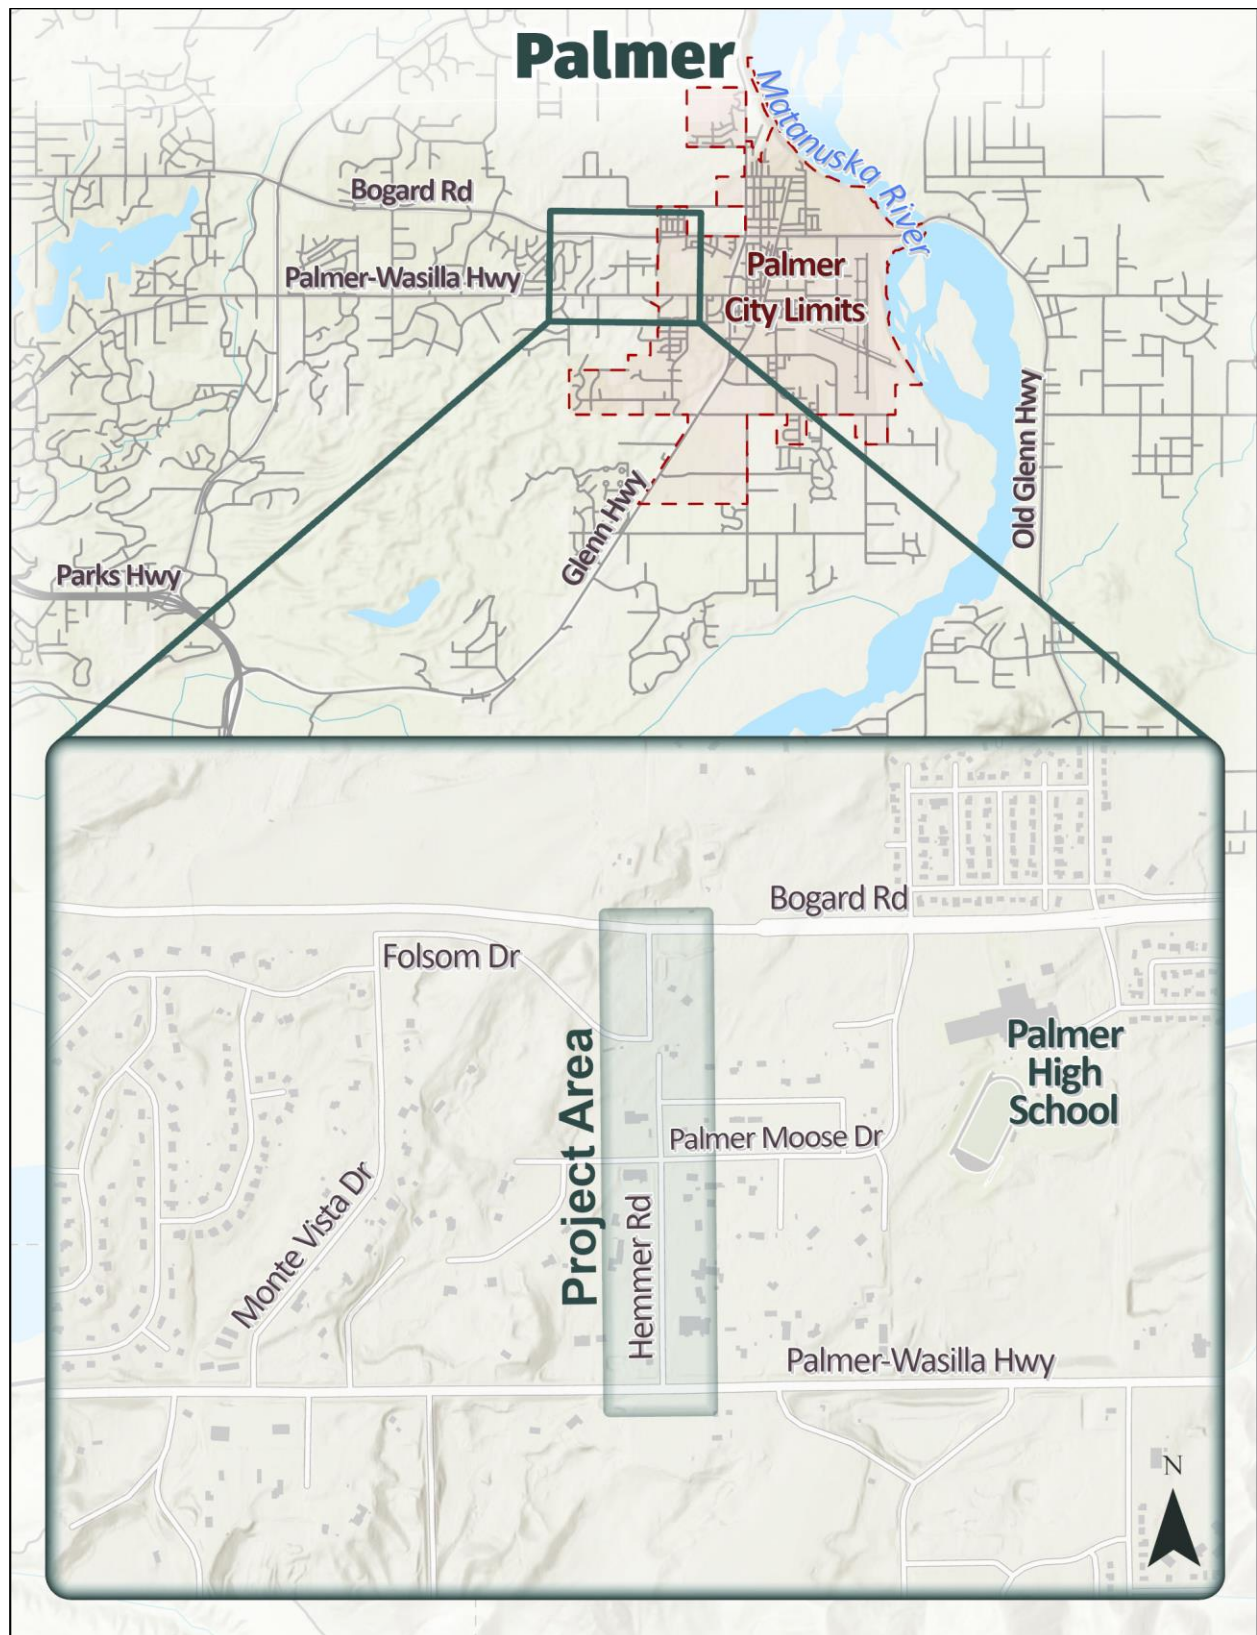 Palmer
Matanuska River
Bogard Rd
Palmer-Wasilla Hwy
Palmer
City Limits
Old Glenn Hwy
Glenn Hwy
Parks Hwy
Bogard Rd
Folsom Dr
Palmer
High
School
Project Area
Palmer Moose Dr
Monte Vista Dr
Hemmer Rd
Palmer-Wasilla Hwy
N